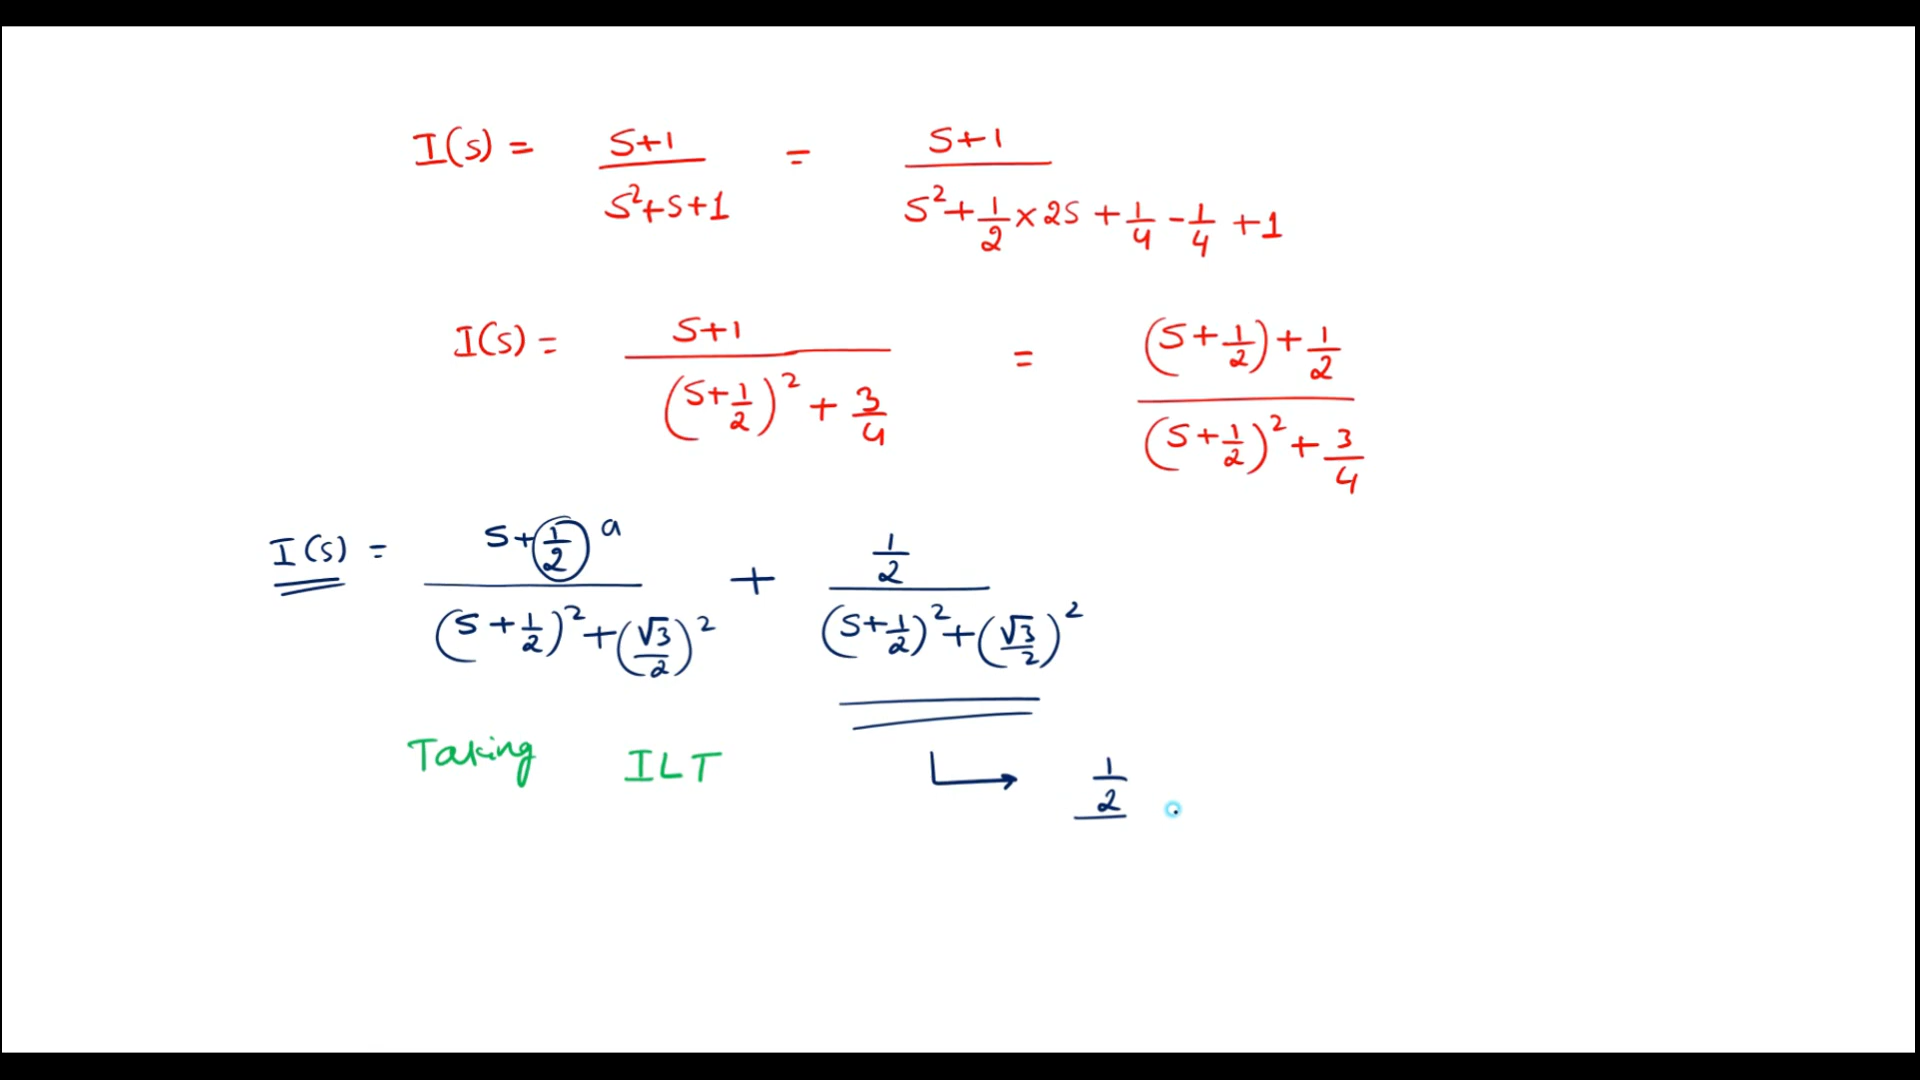 I(s) = (s+1)/(s²+s+1) = (s+1)/(s² + 1/2 × 2s + 1/4 - 1/4 + 1)
I(s) = (s+1)/((s+1/2)² + 3/4) = ((s+1/2) + 1/2)/((s+1/2)² + 3/4)
I(s) = (s+1/2)/((s+1/2)² + (√3/2)²) + (1/2)/((s+1/2)² + (√3/2)²)
a
Taking ILT
↳ 1/2